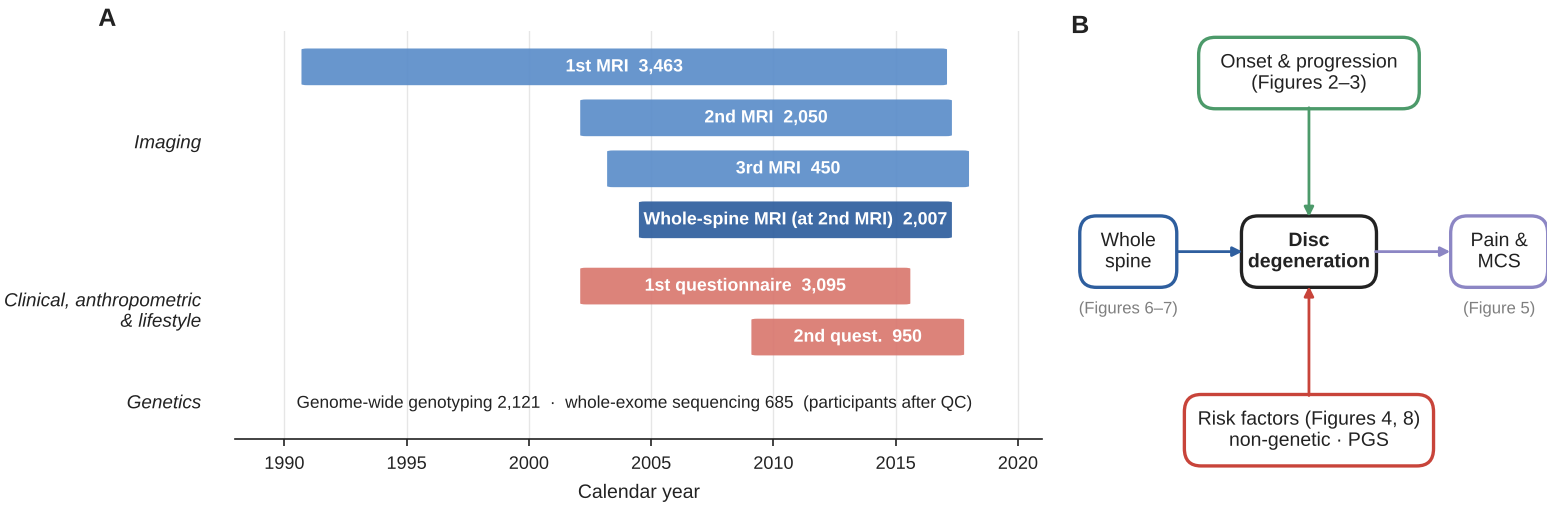 A
1st MRI 3,463
2nd MRI 2,050
Imaging
3rd MRI 450
Whole-spine MRI (at 2nd MRI) 2,007
1st questionnaire 3,095
Clinical, anthropometric
& lifestyle
2nd quest. 950
Genetics
Genome-wide genotyping 2,121 · whole-exome sequencing 685 (participants after QC)
1990 1995 2000 2005 2010 2015 2020
Calendar year
B
Onset & progression
(Figures 2–3)
Whole
spine
(Figures 6–7)
Disc
degeneration
Pain &
MCS
(Figure 5)
Risk factors (Figures 4, 8)
non-genetic · PGS